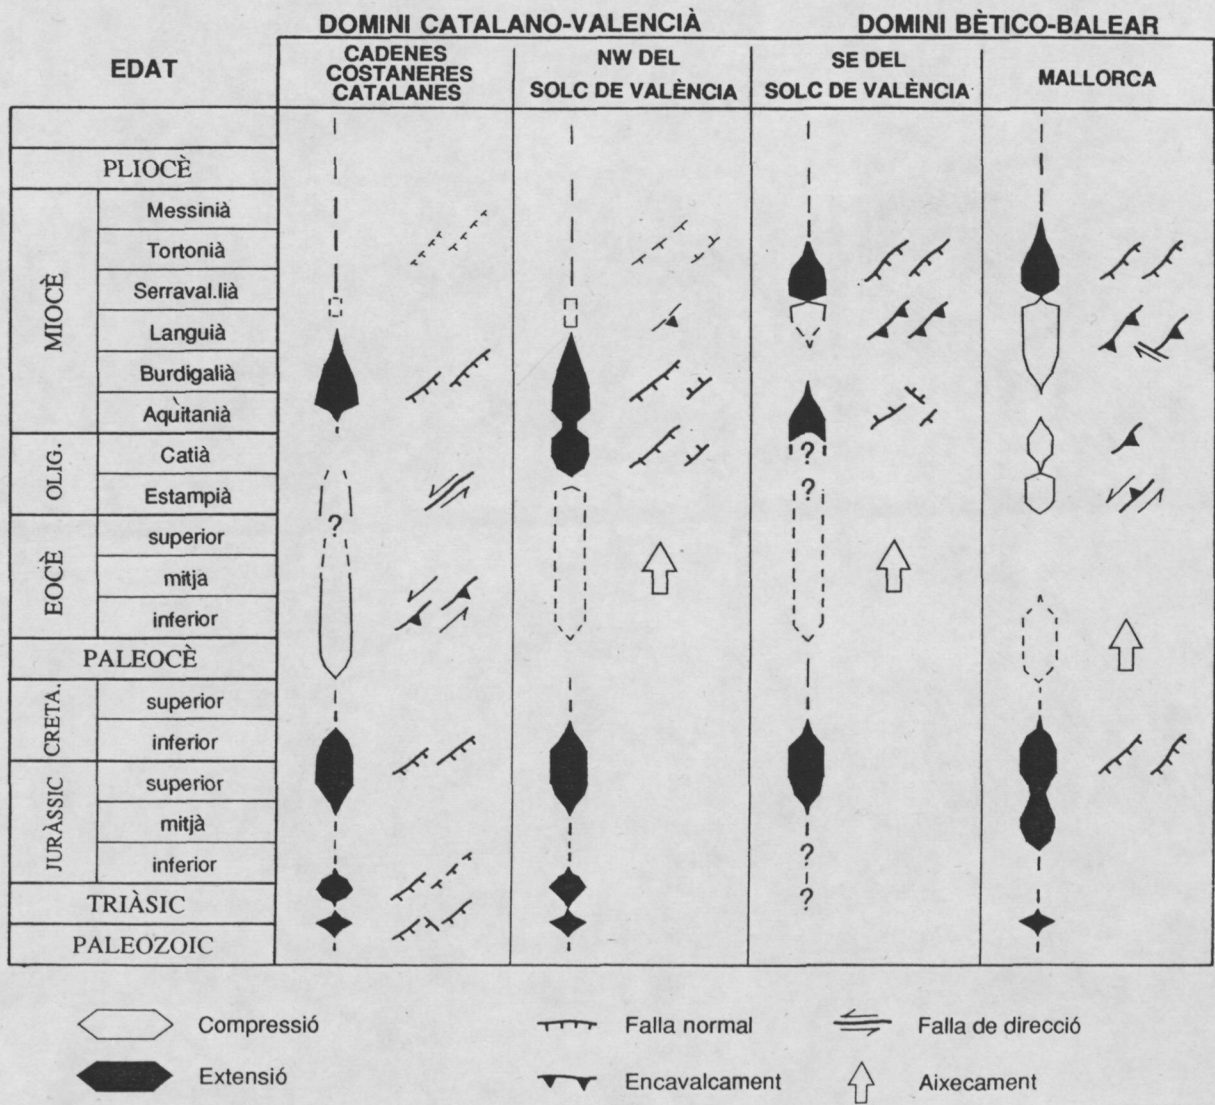 DOMINI CATALANO-VALENCIÀ
DOMINI BÈTICO-BALEAR
EDAT
CADENES
COSTANERES
CATALANES
NW DEL
SOLC DE VALÈNCIA
SE DEL
SOLC DE VALÈNCIA
MALLORCA
PLIOCÈ
MIOCÈ
Messinià
Tortonià
Serraval.lià
Languià
Burdigalià
Aqùitanià
OLIG.
Catià
?
Estampià
?
?
EOCÈ
superior
mitja
inferior
PALEOCÈ
CRETA.
superior
inferior
JURÀSSIC
superior
mitjà
inferior
?
TRIÀSIC
?
PALEOZOIC
Compressió
Falla normal
Falla de direcció
Extensió
Encavalcament
Aixecament